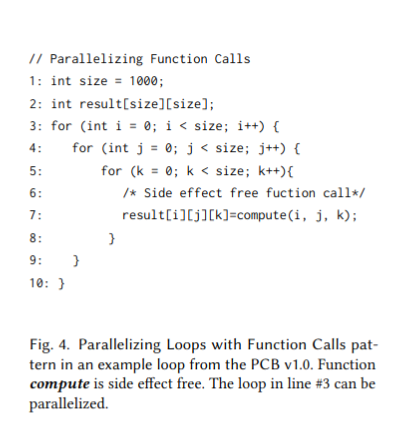 // Parallelizing Function Calls
1: int size = 1000;
2: int result[size][size];
3: for (int i = 0; i < size; i++) {
4:    for (int j = 0; j < size; j++) {
5:        for (k = 0; k < size; k++){
6:           /* Side effect free fuction call*/
7:           result[i][j][k]=compute(i, j, k);
8:         }
9:    }
10: }
Fig. 4. Parallelizing Loops with Function Calls pat-
tern in an example loop from the PCB v1.0. Function
compute is side effect free. The loop in line #3 can be
parallelized.